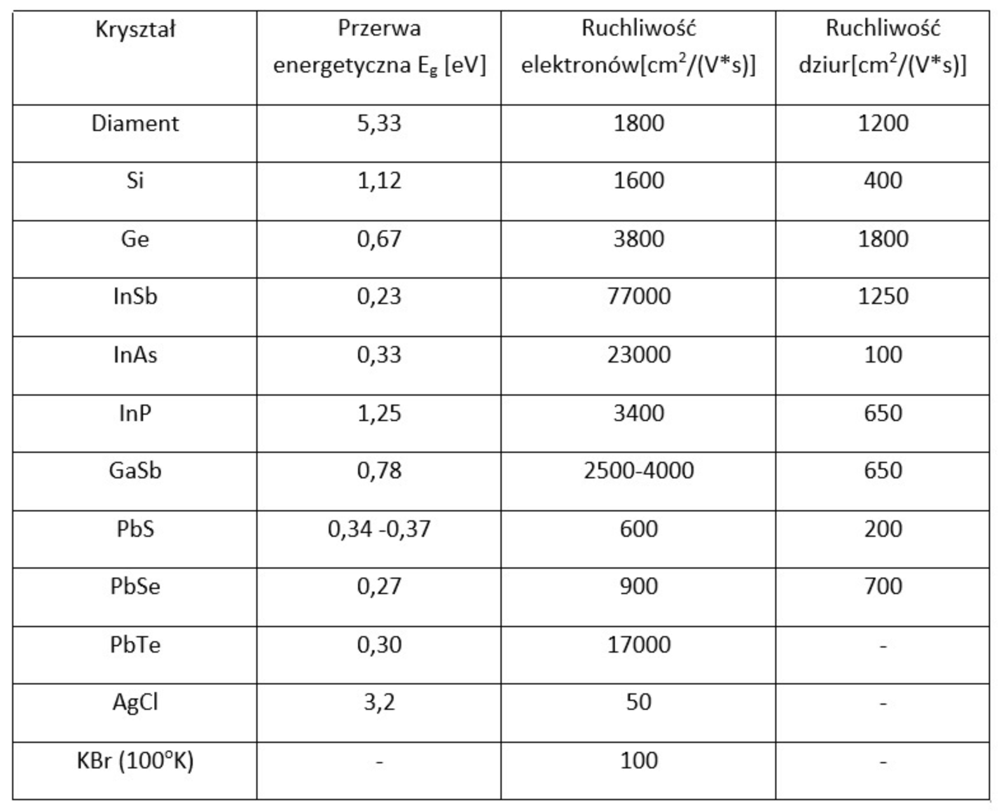 Kryształ Przerwa energetyczna E_g [eV] Ruchliwość elektronów[cm²/(V*s)] Ruchliwość dziur[cm²/(V*s)]
Diament 5,33 1800 1200
Si 1,12 1600 400
Ge 0,67 3800 1800
InSb 0,23 77000 1250
InAs 0,33 23000 100
InP 1,25 3400 650
GaSb 0,78 2500-4000 650
PbS 0,34 -0,37 600 200
PbSe 0,27 900 700
PbTe 0,30 17000 -
AgCl 3,2 50 -
KBr (100°K) - 100 -